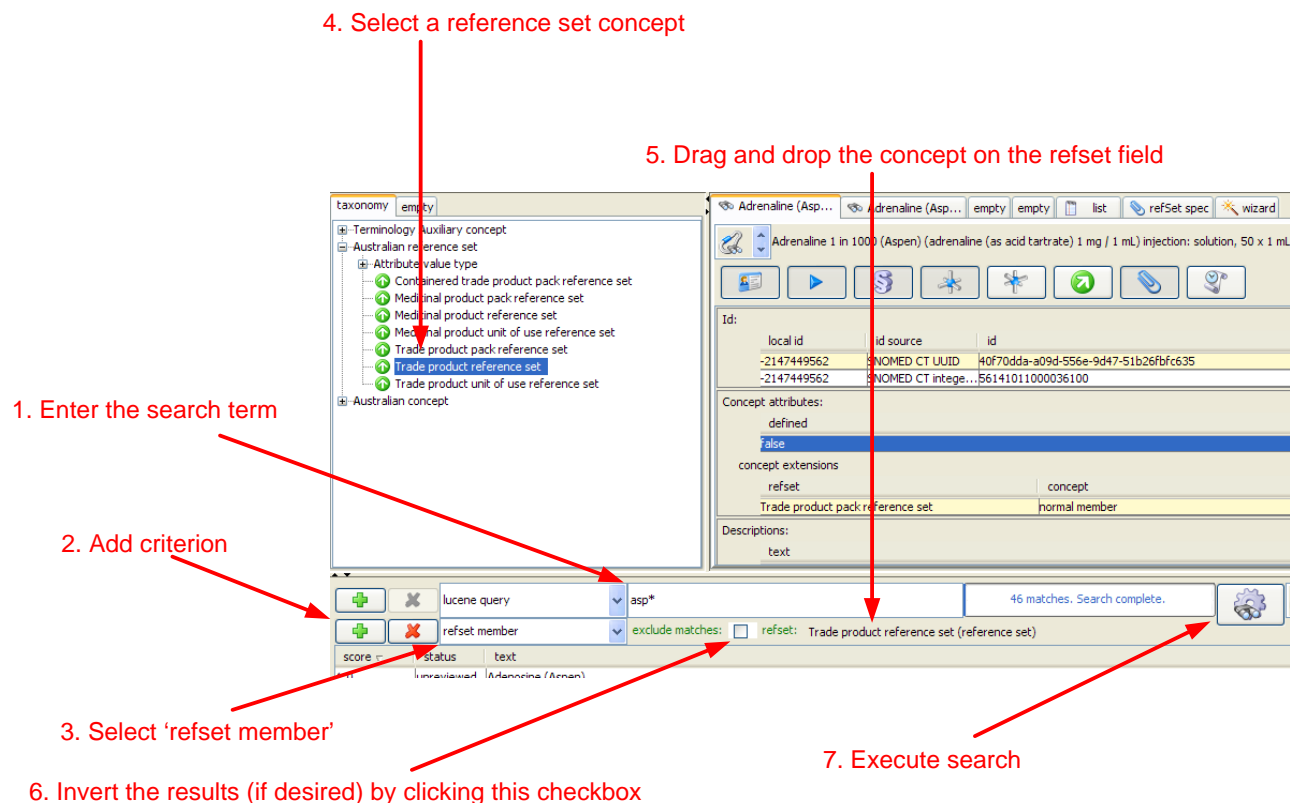 4. Select a reference set concept
5. Drag and drop the concept on the refset field
taxonomy empty
Adrenaline (Asp... Adrenaline (Asp... empty empty list refSet spec wizard
Terminology Auxiliary concept
Australian reference set
Attribute value type
Containered trade product pack reference set
Medicinal product pack reference set
Medicinal product reference set
Medicinal product unit of use reference set
Trade product pack reference set
Trade product reference set
Trade product unit of use reference set
Australian concept
Adrenaline 1 in 1000 (Aspen) (adrenaline (as acid tartrate) 1 mg / 1 mL) injection: solution, 50 x 1 mL
Id:
local id id source id
-2147449562 SNOMED CT UUID 40f70dda-a09d-556e-9d47-51b26fbfc635
-2147449562 SNOMED CT intege... 56141011000036100
Concept attributes:
defined
false
concept extensions
refset concept
Trade product pack reference set normal member
Descriptions:
text
1. Enter the search term
2. Add criterion
lucene query asp* 46 matches. Search complete.
refset member exclude matches: refset: Trade product reference set (reference set)
score status text
unreviewed Adenosine (Aspen)
3. Select ‘refset member’
7. Execute search
6. Invert the results (if desired) by clicking this checkbox